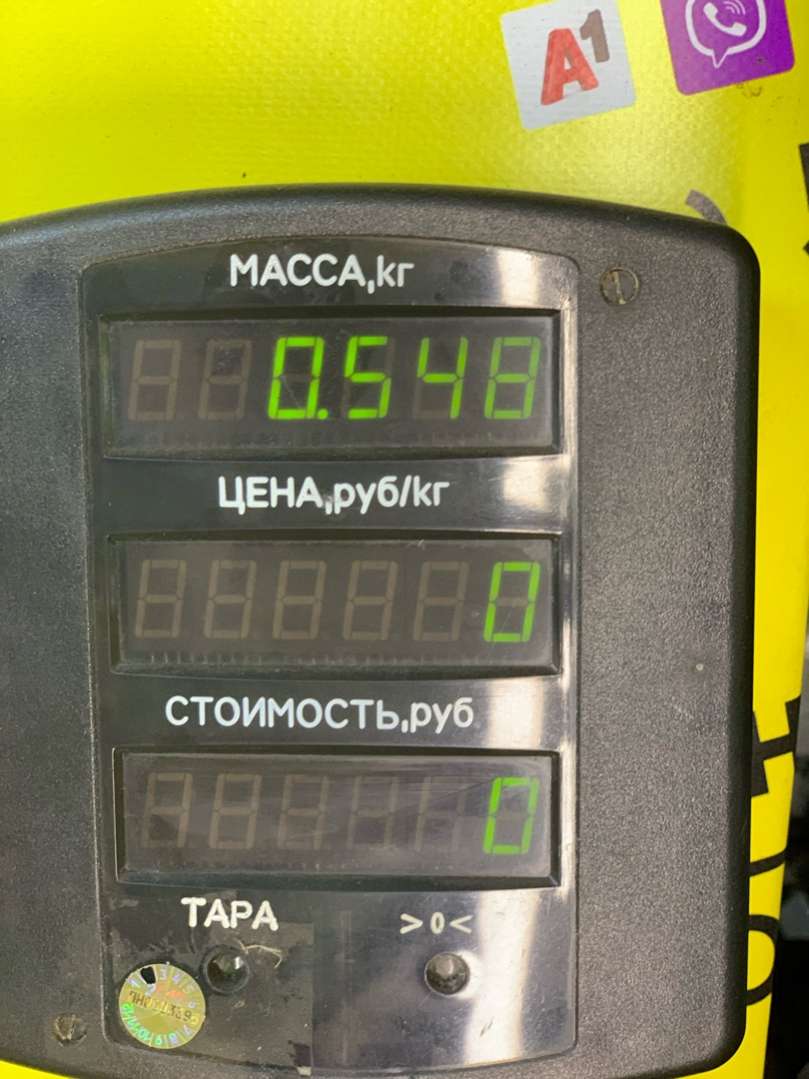 A1
МАССА,кг
0.548
ЦЕНА,руб/кг
0
СТОИМОСТЬ,руб
0
ТАРА
>0<